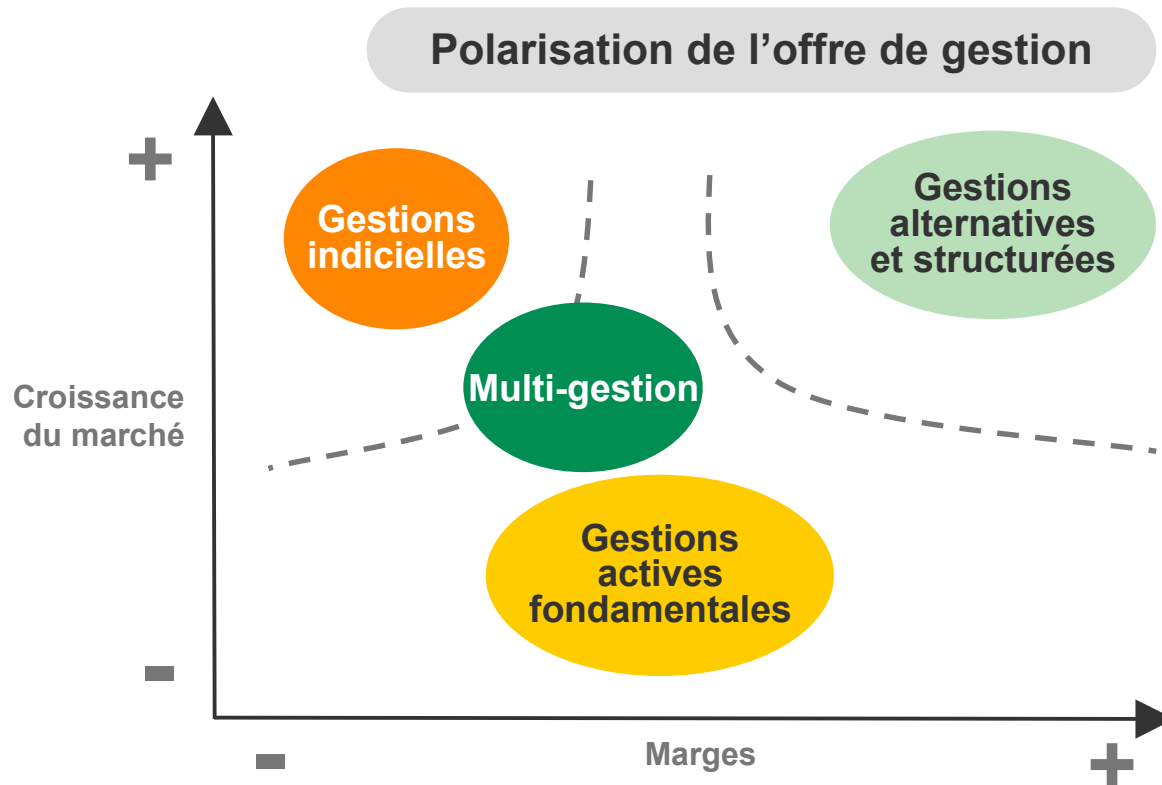 Polarisation de l’offre de gestion
+
Gestions
indicielles
Gestions
alternatives
et structurées
Croissance
du marché
Multi-gestion
Gestions
actives
fondamentales
-
-
Marges
+